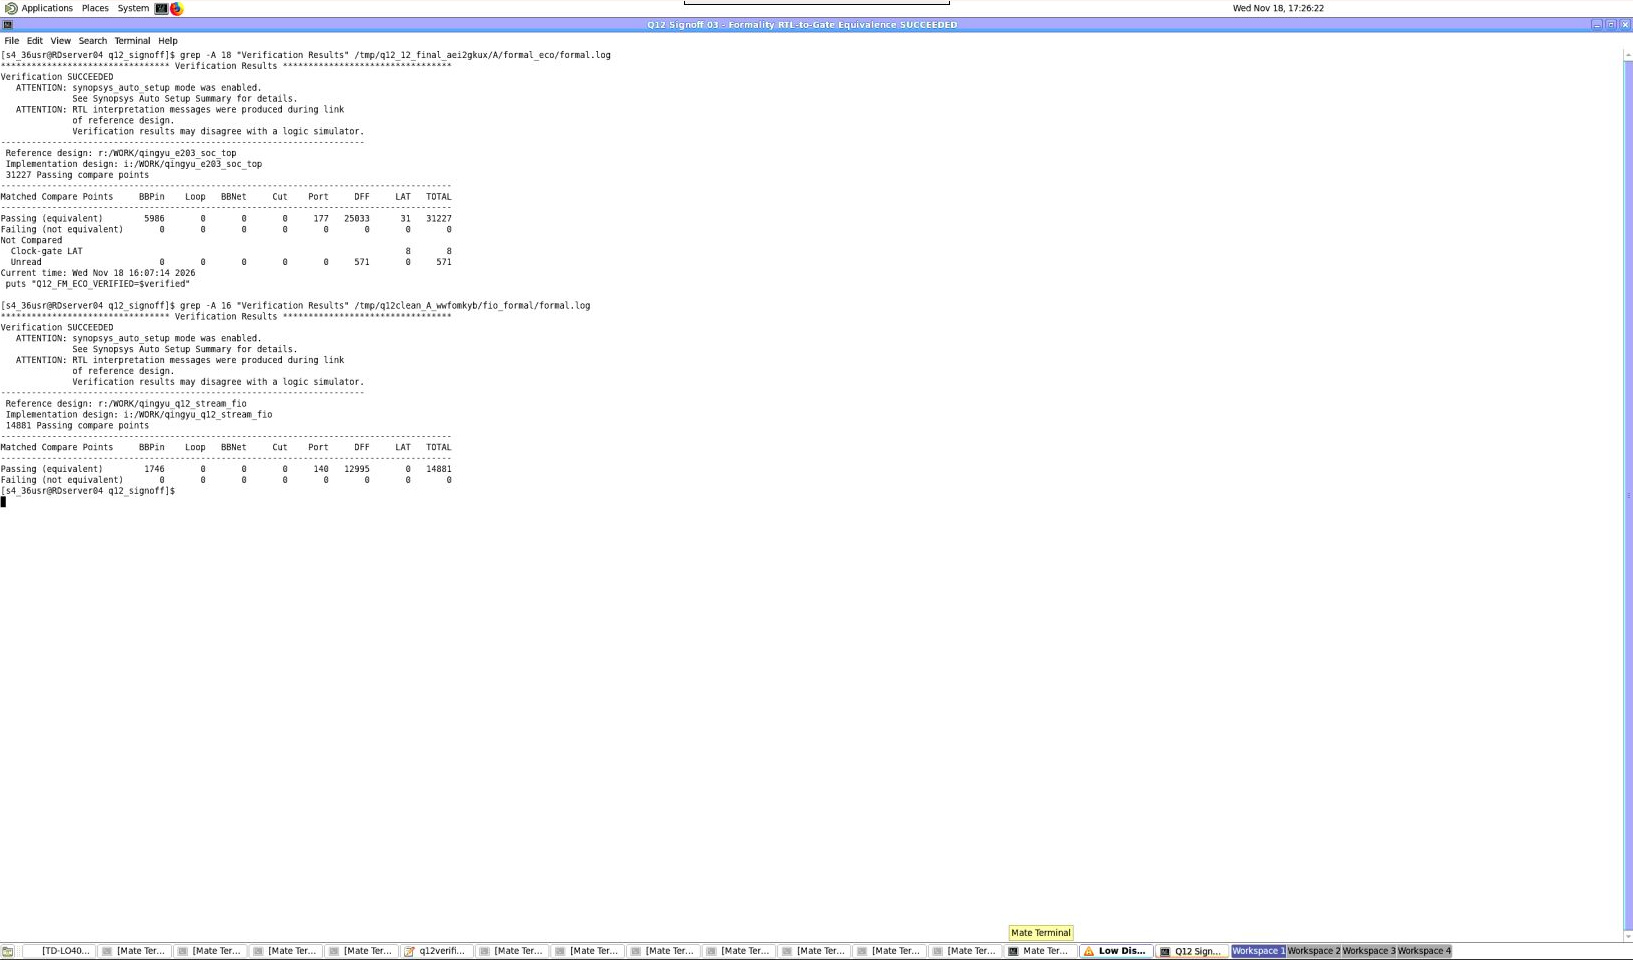 Applications Places System Wed Nov 18, 17:26:22
Q12 Signoff 03 - Formality RTL-to-Gate Equivalence SUCCEEDED
File Edit View Search Terminal Help
[s4_36usr@RDserver04 q12_signoff]$ grep -A 18 "Verification Results" /tmp/q12_12_final_aei2gkux/A/formal_eco/formal.log
********************************* Verification Results *********************************
Verification SUCCEEDED
ATTENTION: synopsys_auto_setup mode was enabled.
See Synopsys Auto Setup Summary for details.
ATTENTION: RTL interpretation messages were produced during link
of reference design.
Verification results may disagree with a logic simulator.
-----------------------------------------------------------------------
Reference design: r:/WORK/qingyu_e203_soc_top
Implementation design: i:/WORK/qingyu_e203_soc_top
31227 Passing compare points
----------------------------------------------------------------------------------------
Matched Compare Points BBPin Loop BBNet Cut Port DFF LAT TOTAL
----------------------------------------------------------------------------------------
Passing (equivalent) 5986 0 0 0 177 25033 31 31227
Failing (not equivalent) 0 0 0 0 0 0 0 0
Not Compared
Clock-gate LAT 8 8
Unread 0 0 0 0 0 571 0 571
Current time: Wed Nov 18 16:07:14 2026
puts "Q12_FM_ECO_VERIFIED=$verified"
[s4_36usr@RDserver04 q12_signoff]$ grep -A 16 "Verification Results" /tmp/q12clean_A_wwfomkyb/fio_formal/formal.log
********************************* Verification Results *********************************
Verification SUCCEEDED
ATTENTION: synopsys_auto_setup mode was enabled.
See Synopsys Auto Setup Summary for details.
ATTENTION: RTL interpretation messages were produced during link
of reference design.
Verification results may disagree with a logic simulator.
-----------------------------------------------------------------------
Reference design: r:/WORK/qingyu_q12_stream_fio
Implementation design: i:/WORK/qingyu_q12_stream_fio
14881 Passing compare points
----------------------------------------------------------------------------------------
Matched Compare Points BBPin Loop BBNet Cut Port DFF LAT TOTAL
----------------------------------------------------------------------------------------
Passing (equivalent) 1746 0 0 0 140 12995 0 14881
Failing (not equivalent) 0 0 0 0 0 0 0 0
[s4_36usr@RDserver04 q12_signoff]$
Mate Terminal
[TD-LO40... [Mate Ter... [Mate Ter... [Mate Ter... [Mate Ter... q12verifi... [Mate Ter... [Mate Ter... [Mate Ter... [Mate Ter... [Mate Ter... [Mate Ter... [Mate Ter... Mate Ter... Low Dis... Q12 Sign... Workspace 1 Workspace 2 Workspace 3 Workspace 4